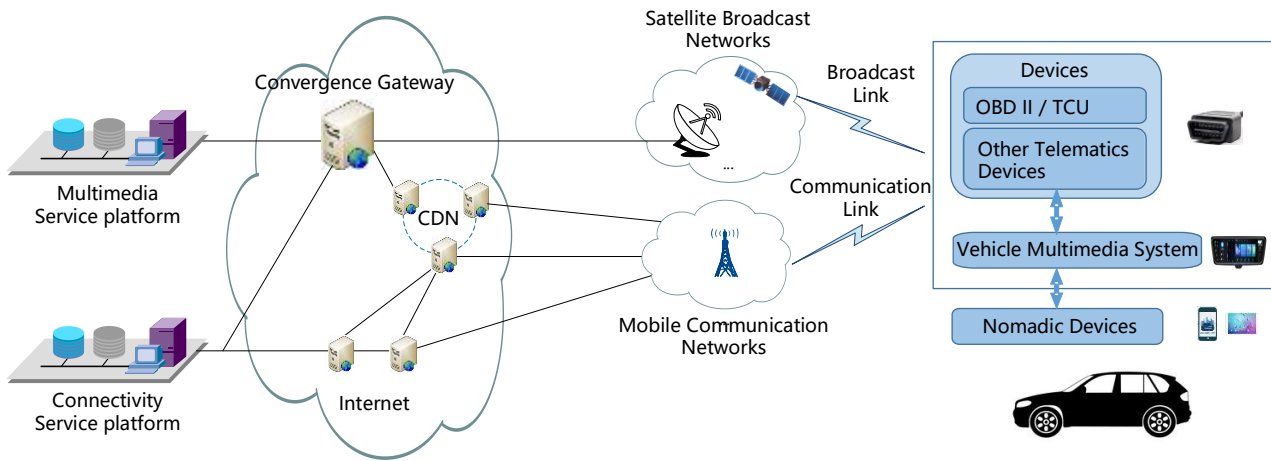 Satellite Broadcast
Networks
Convergence Gateway
Broadcast
Link
Devices
OBD II / TCU
Other Telematics
Devices
...
Multimedia
Service platform
Communication
Link
CDN
Vehicle Multimedia System
Mobile Communication
Networks
Nomadic Devices
Internet
Connectivity
Service platform